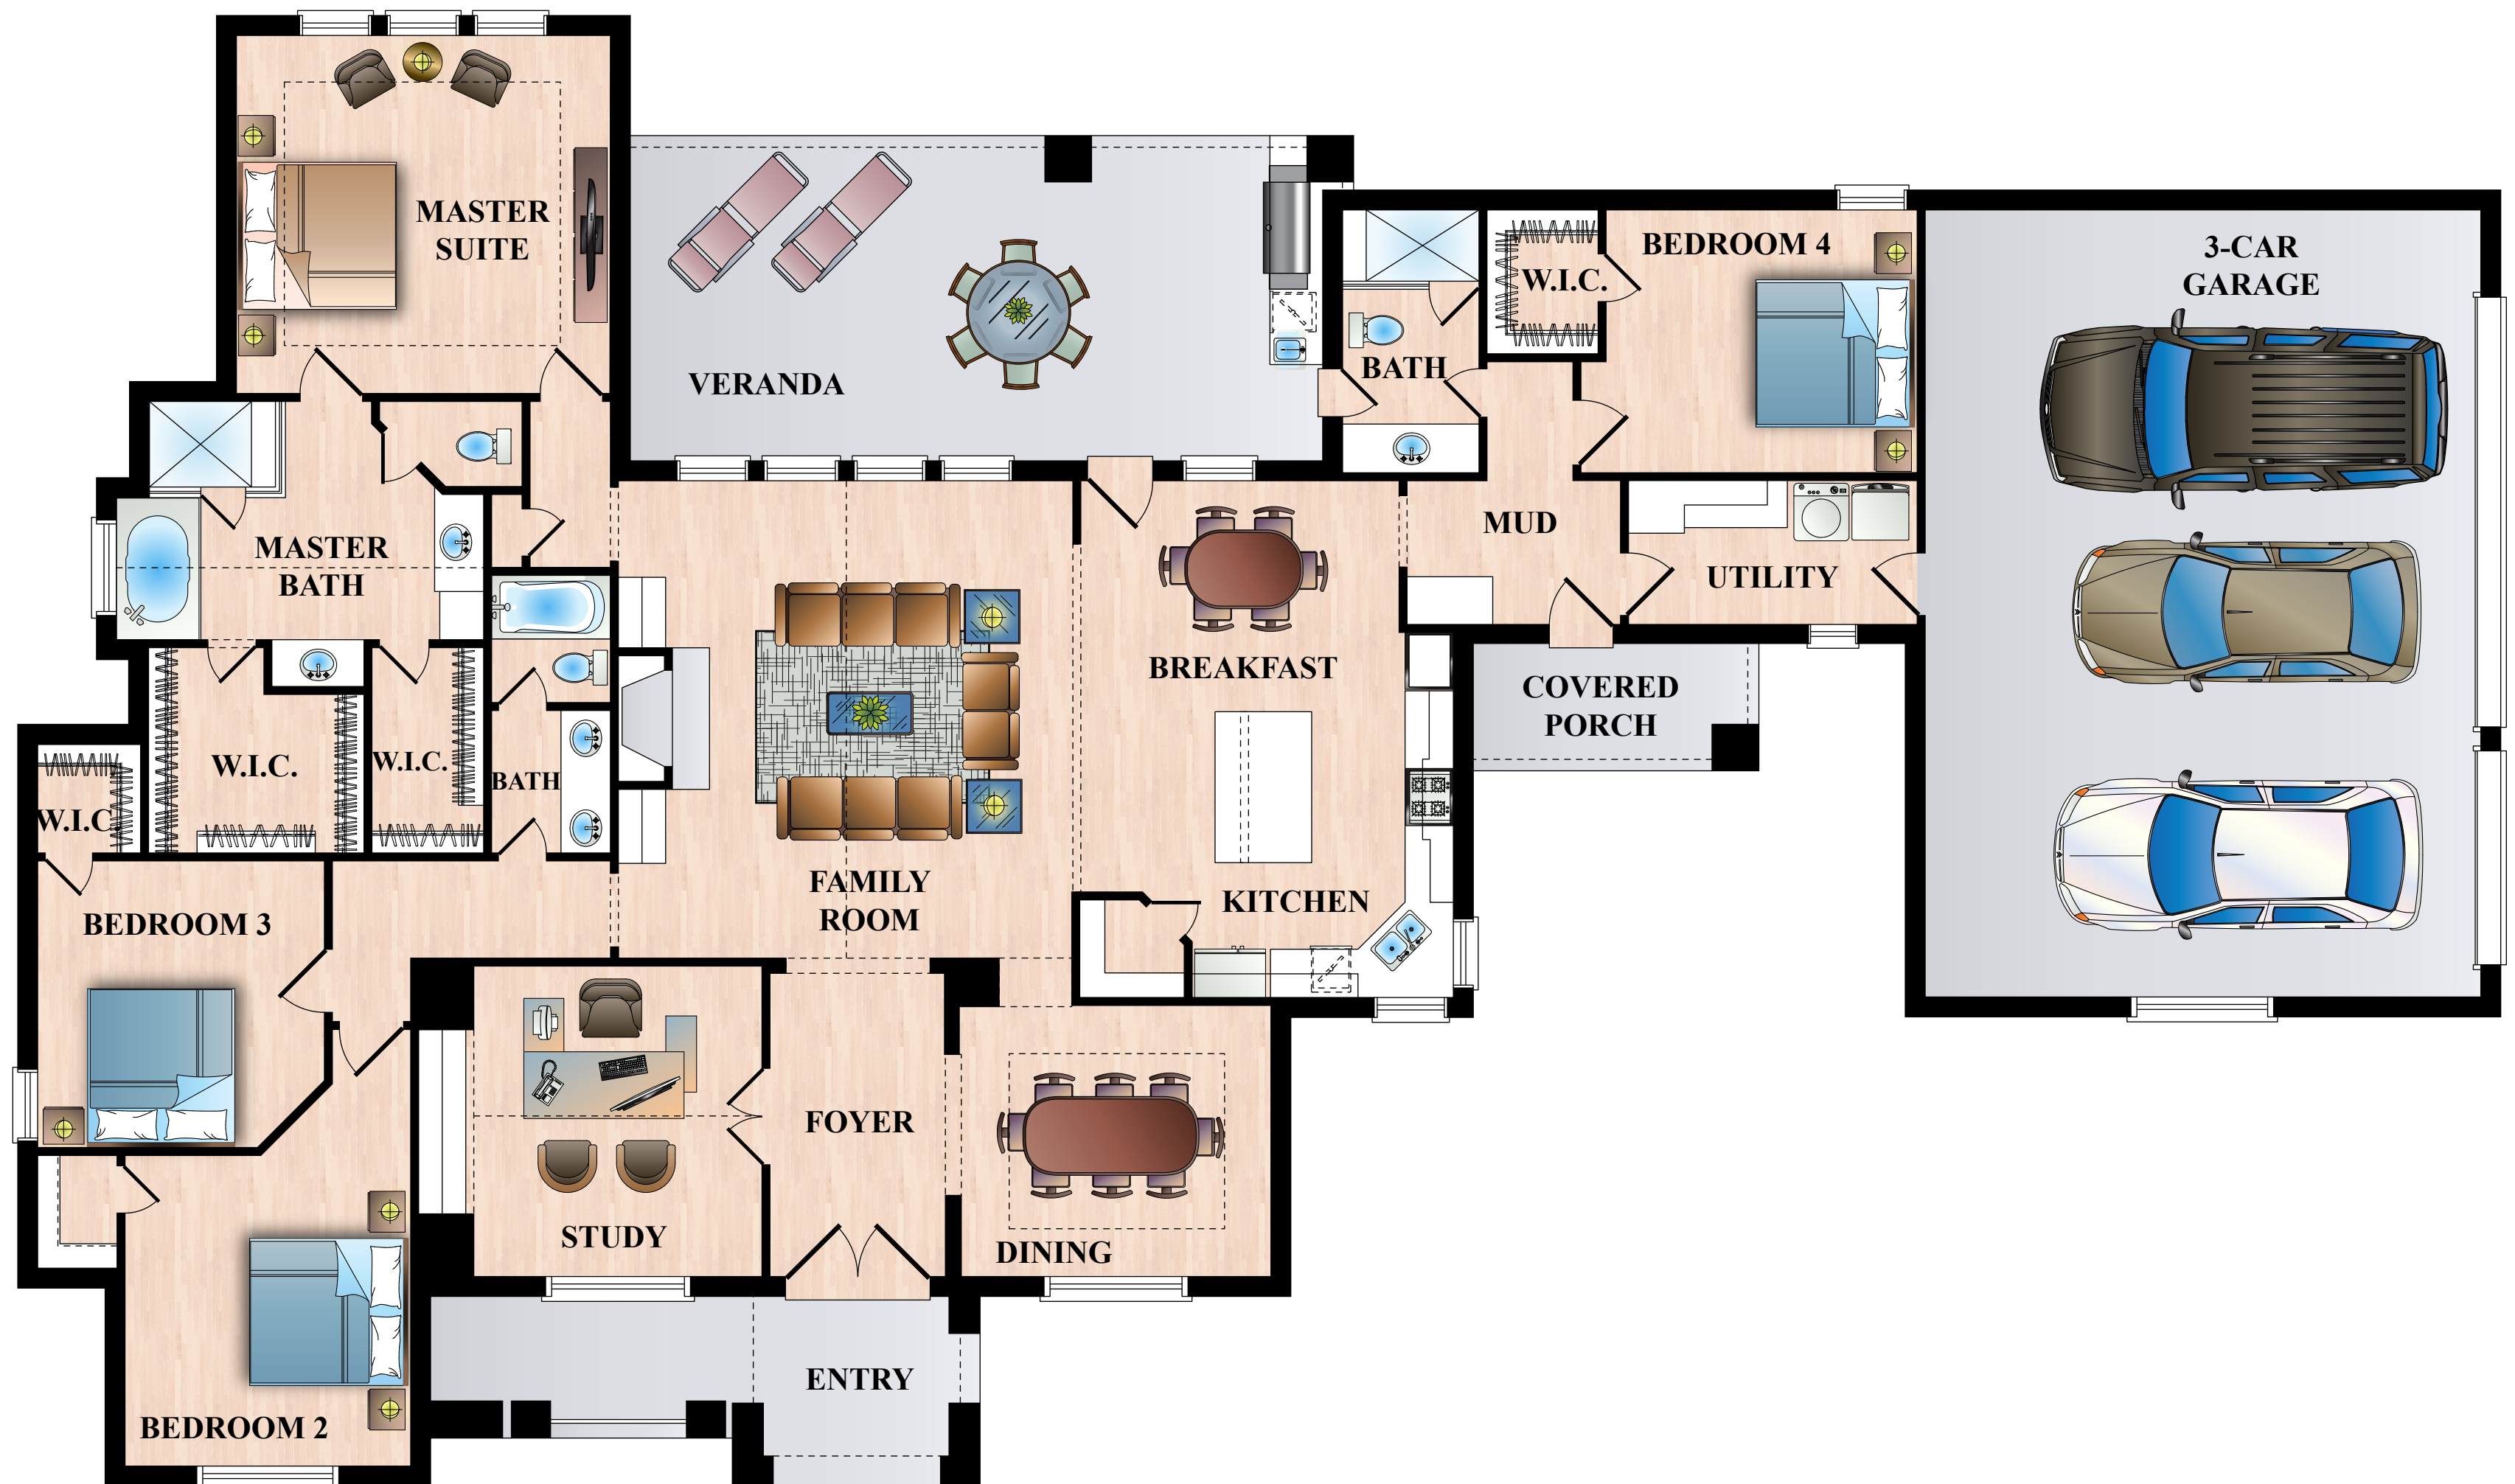 MASTER
SUITE
VERANDA
BATH
W.I.C.
BEDROOM 4
3-CAR
GARAGE
MASTER
BATH
MUD
UTILITY
BREAKFAST
COVERED
PORCH
W.I.C.
W.I.C.
W.I.C.
BATH
FAMILY
ROOM
KITCHEN
BEDROOM 3
STUDY
FOYER
DINING
ENTRY
BEDROOM 2